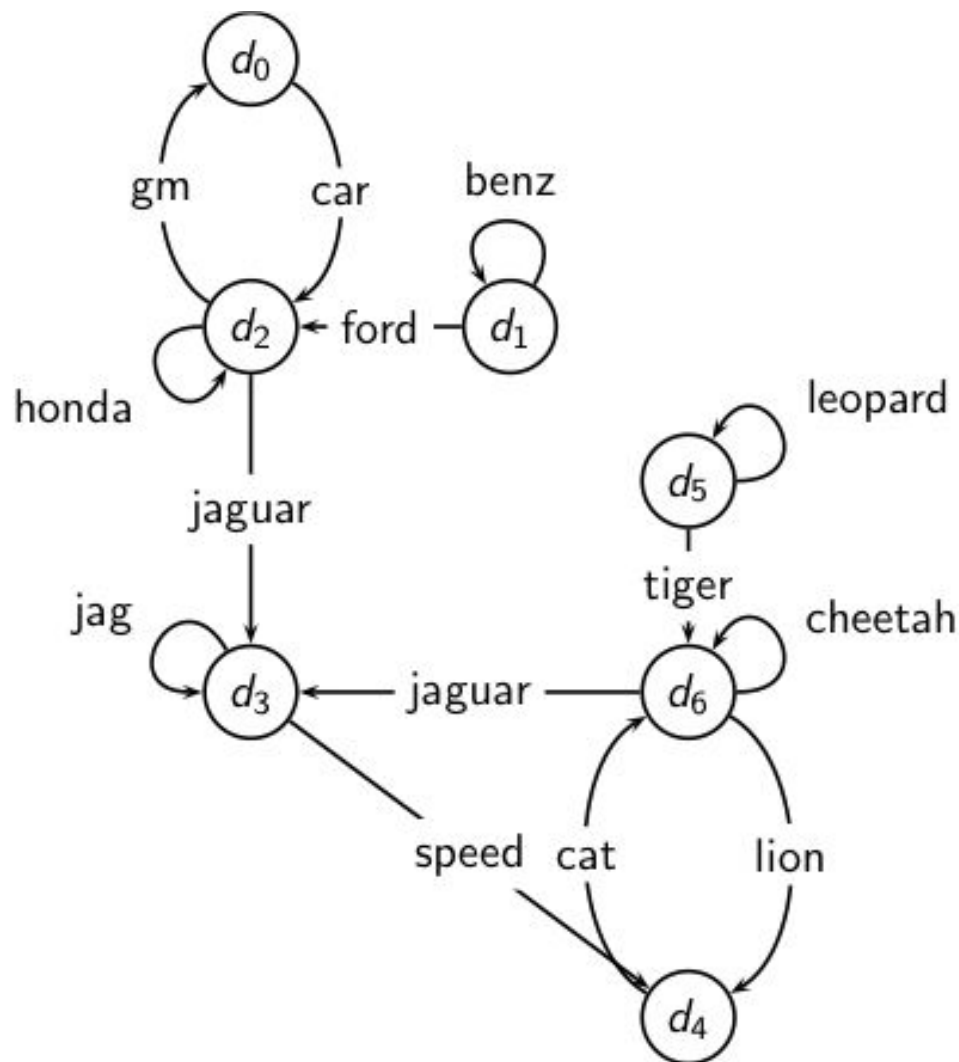 d0
gm
car
benz
d2
ford
d1
honda
leopard
d5
jaguar
tiger
jag
cheetah
d3
jaguar
d6
speed
cat
lion
d4